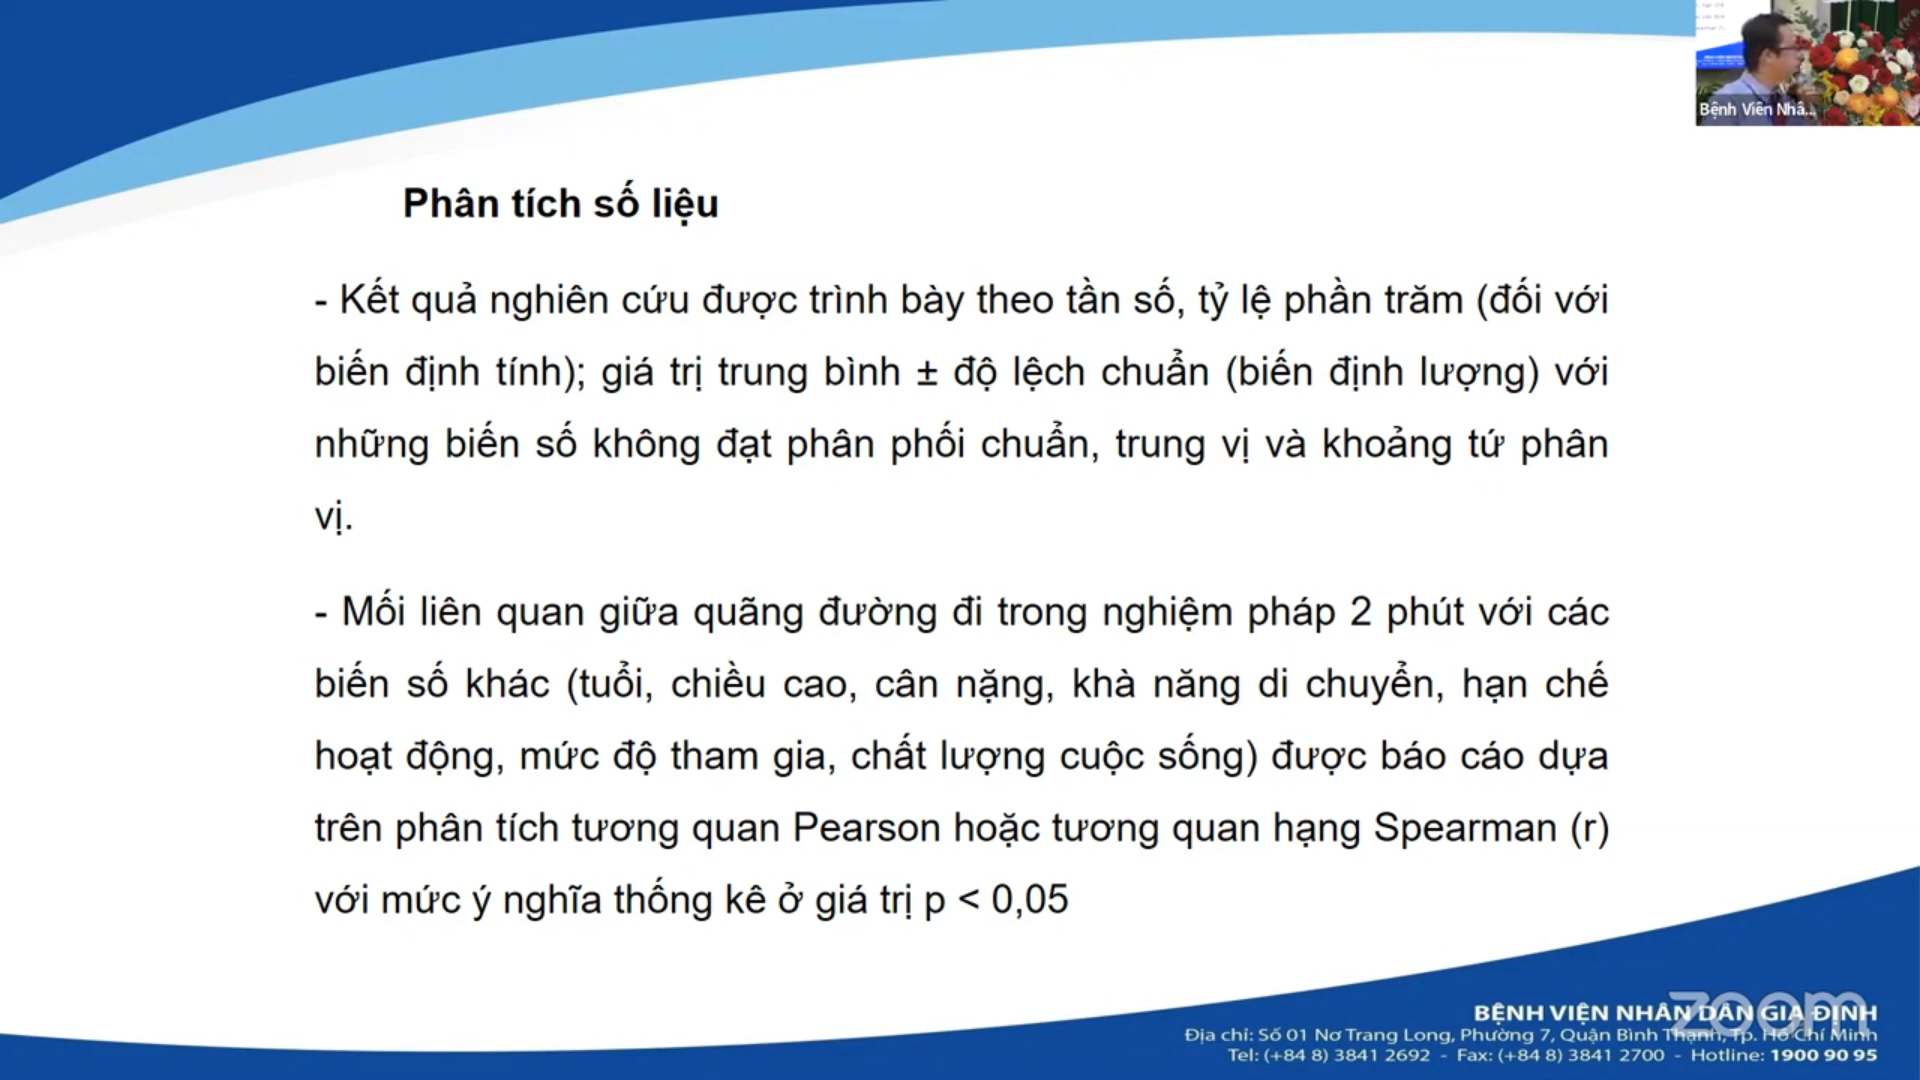 Bệnh Viện Nhâ...
Phân tích số liệu
- Kết quả nghiên cứu được trình bày theo tần số, tỷ lệ phần trăm (đối với
biến định tính); giá trị trung bình ± độ lệch chuẩn (biến định lượng) với
những biến số không đạt phân phối chuẩn, trung vị và khoảng tứ phân
vị.
- Mối liên quan giữa quãng đường đi trong nghiệm pháp 2 phút với các
biến số khác (tuổi, chiều cao, cân nặng, khà năng di chuyển, hạn chế
hoạt động, mức độ tham gia, chất lượng cuộc sống) được báo cáo dựa
trên phân tích tương quan Pearson hoặc tương quan hạng Spearman (r)
với mức ý nghĩa thống kê ở giá trị p < 0,05
zoom
BỆNH VIỆN NHÂN DÂN GIA ĐỊNH
Địa chỉ: Số 01 Nơ Trang Long, Phường 7, Quận Bình Thạnh, Tp. Hồ Chí Minh
Tel: (+84 8) 3841 2692 - Fax: (+84 8) 3841 2700 - Hotline: 1900 90 95